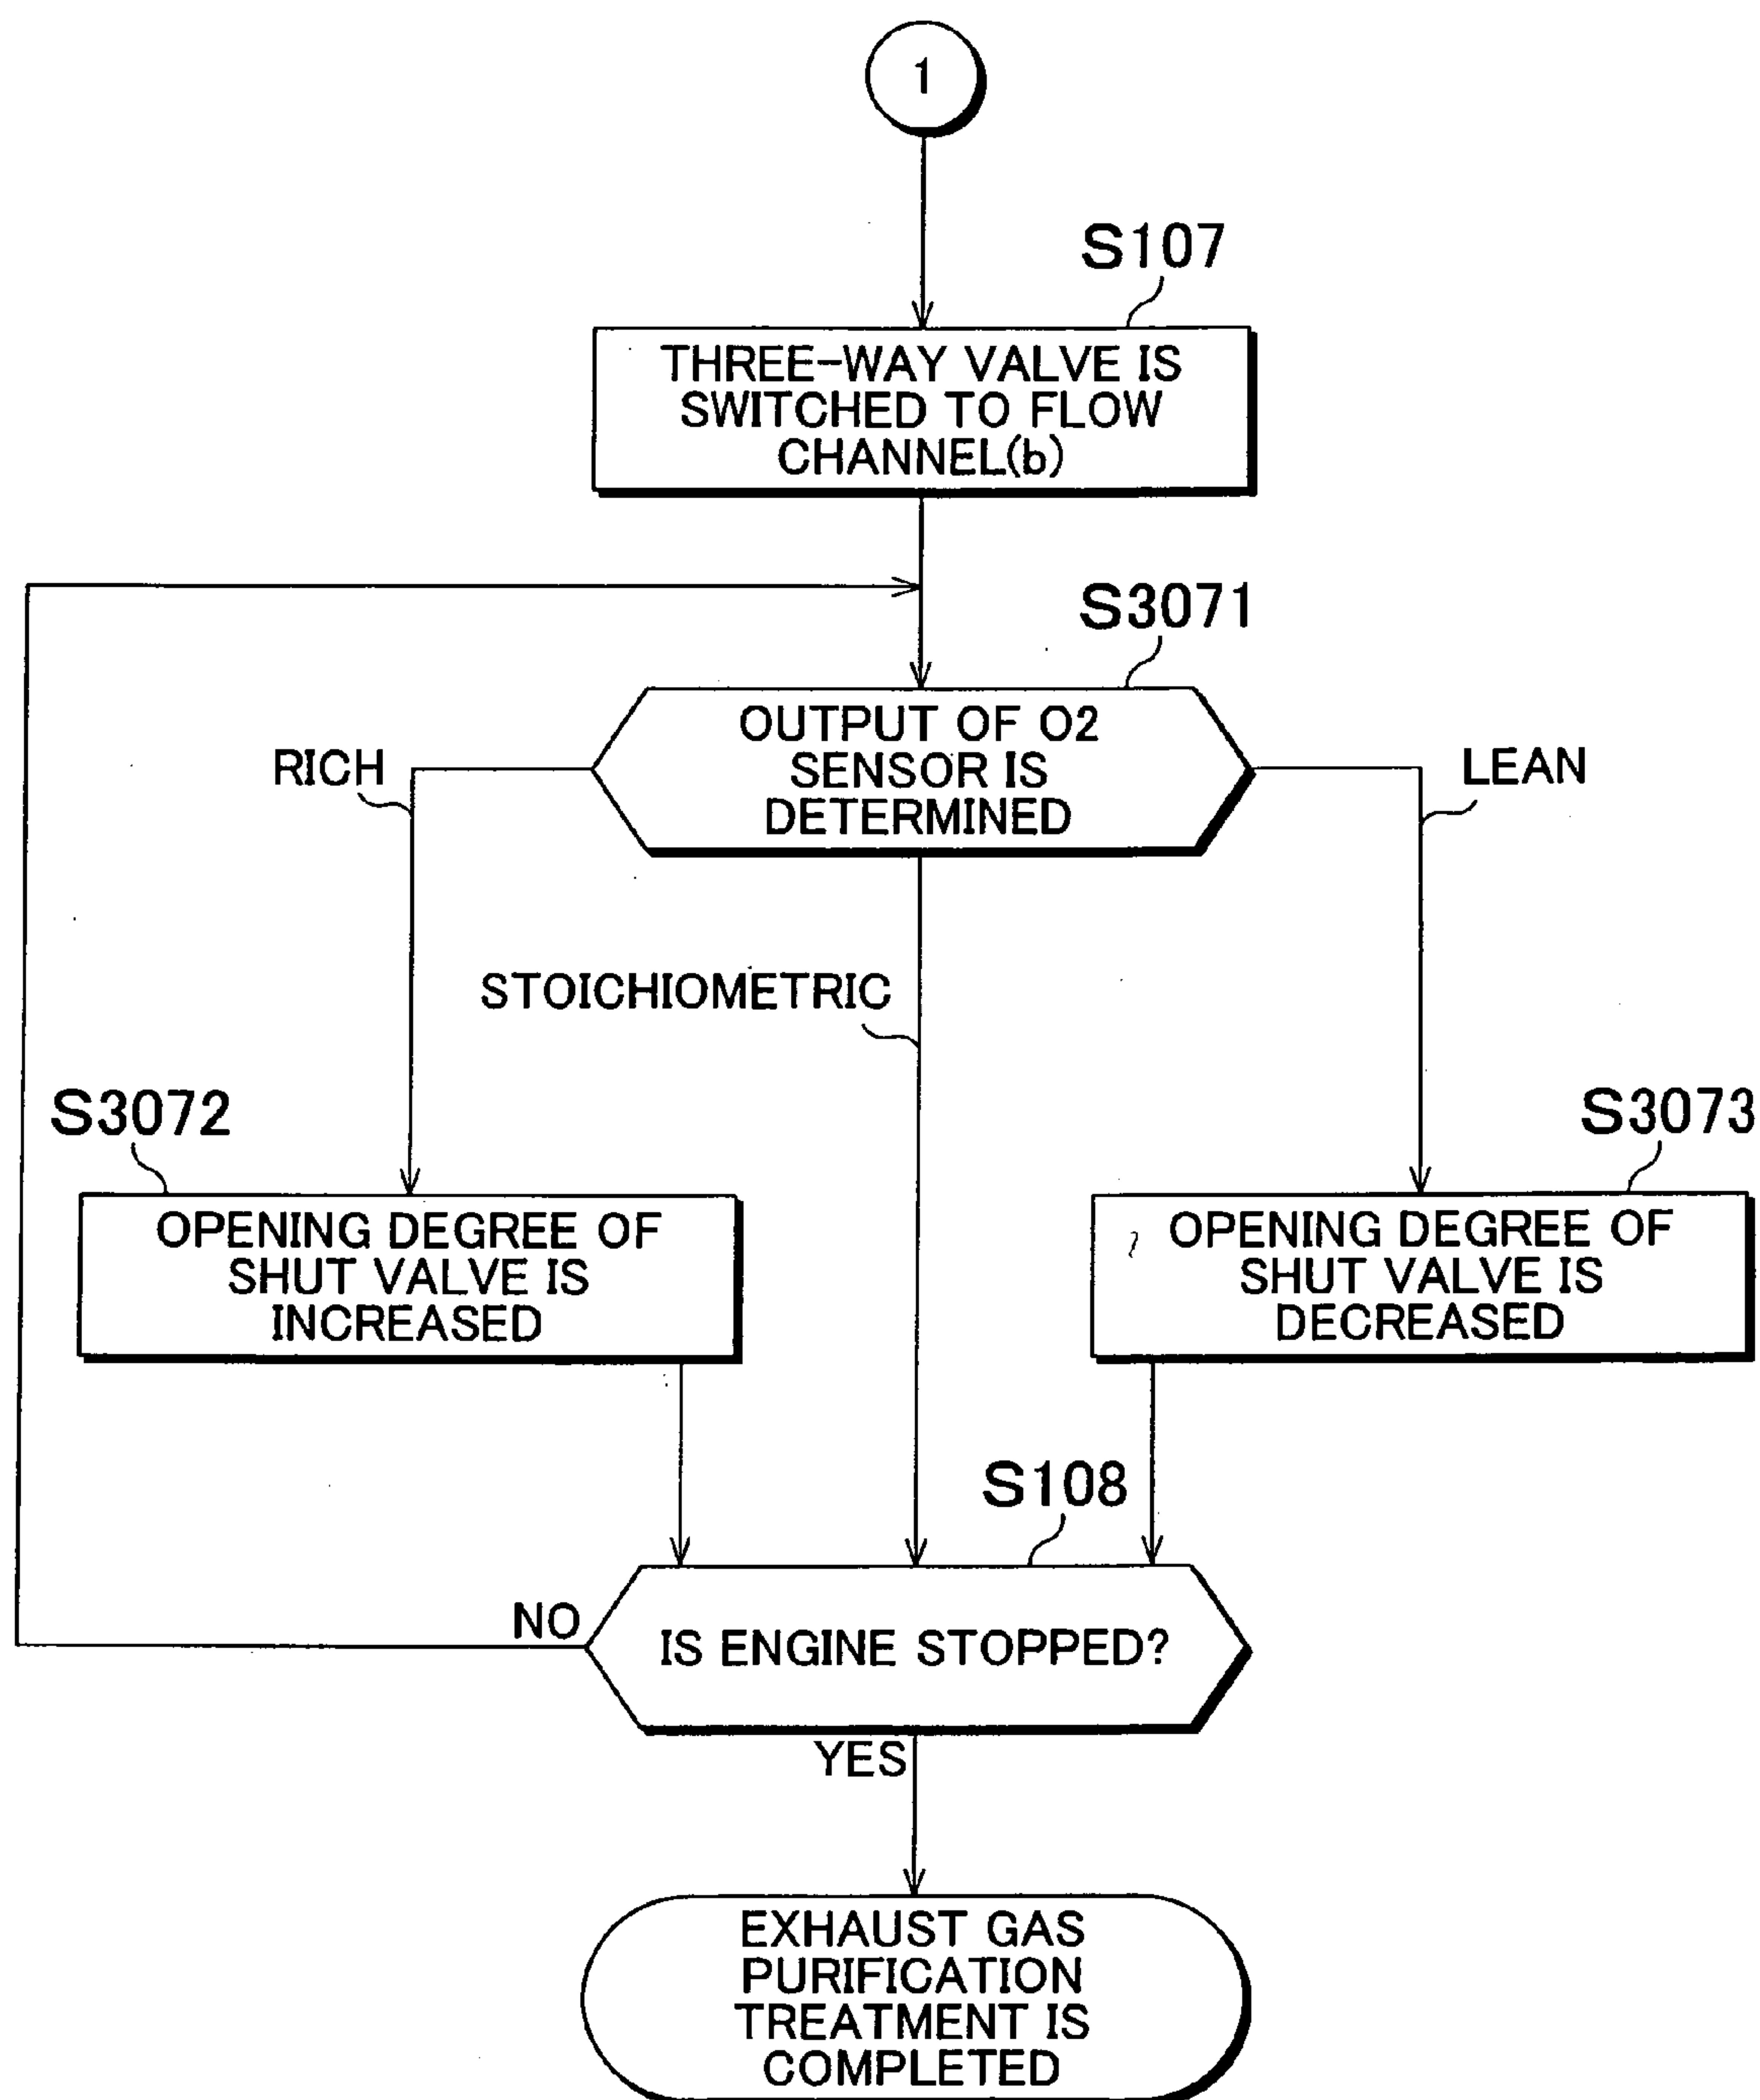 1
S107
THREE-WAY VALVE IS
SWITCHED TO FLOW
CHANNEL(b)
S3071
OUTPUT OF O2
SENSOR IS
DETERMINED
RICH
LEAN
STOICHIOMETRIC
S3072
S3073
OPENING DEGREE OF
SHUT VALVE IS
INCREASED
OPENING DEGREE OF
SHUT VALVE IS
DECREASED
S108
NO
IS ENGINE STOPPED?
YES
EXHAUST GAS
PURIFICATION
TREATMENT IS
COMPLETED